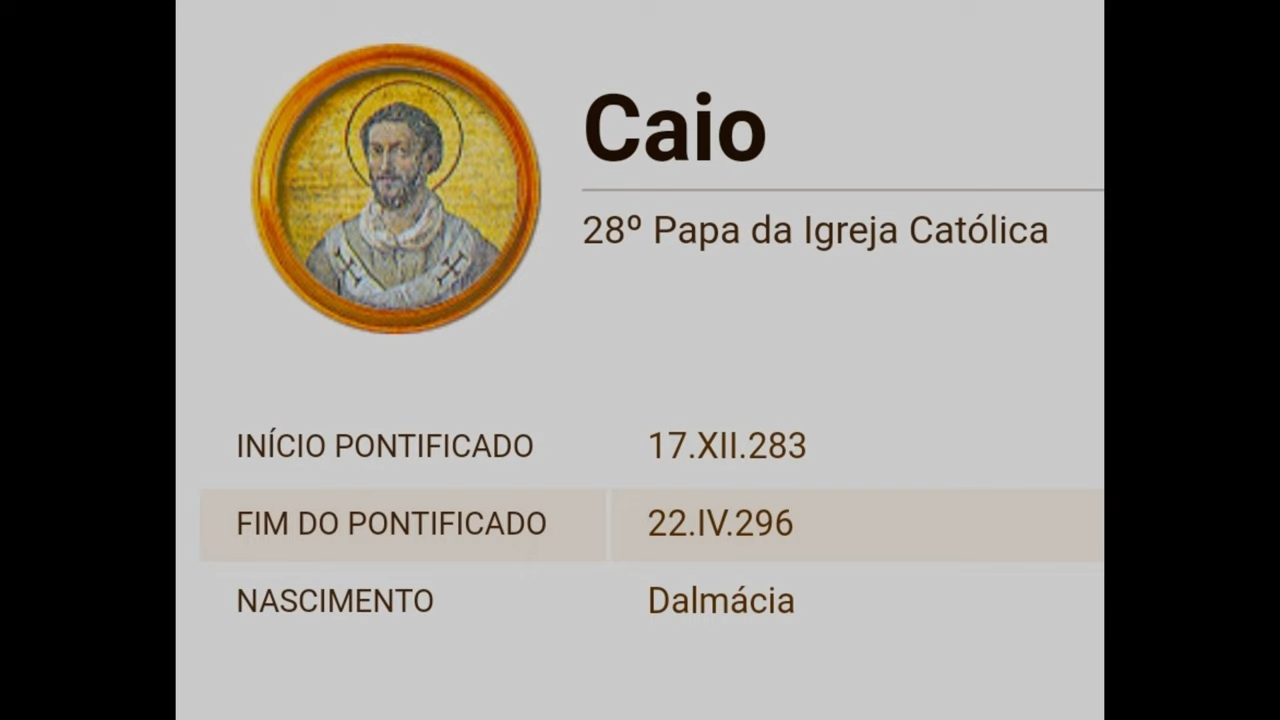 Caio
28º Papa da Igreja Católica
INÍCIO PONTIFICADO 17.XII.283
FIM DO PONTIFICADO 22.IV.296
NASCIMENTO Dalmácia